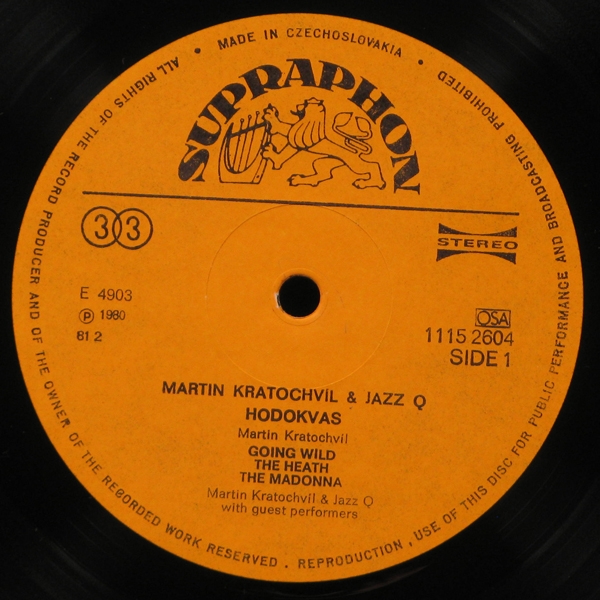 MADE IN CZECHOSLOVAKIA
ALL RIGHTS OF THE RECORD PRODUCER AND OF THE OWNER OF THE RECORDED WORK RESERVED . REPRODUCTION , USE OF THIS DISC FOR PUBLIC PERFORMANCE AND BROADCASTING PROHIBITED
SUPRAPHON
33
STEREO
E 4903
Ⓟ 1980
81 2
OSA
1115 2604
SIDE 1
MARTIN KRATOCHVÍL & JAZZ Q
HODOKVAS
Martin Kratochvíl
GOING WILD
THE HEATH
THE MADONNA
Martin Kratochvíl & Jazz Q
with guest performers